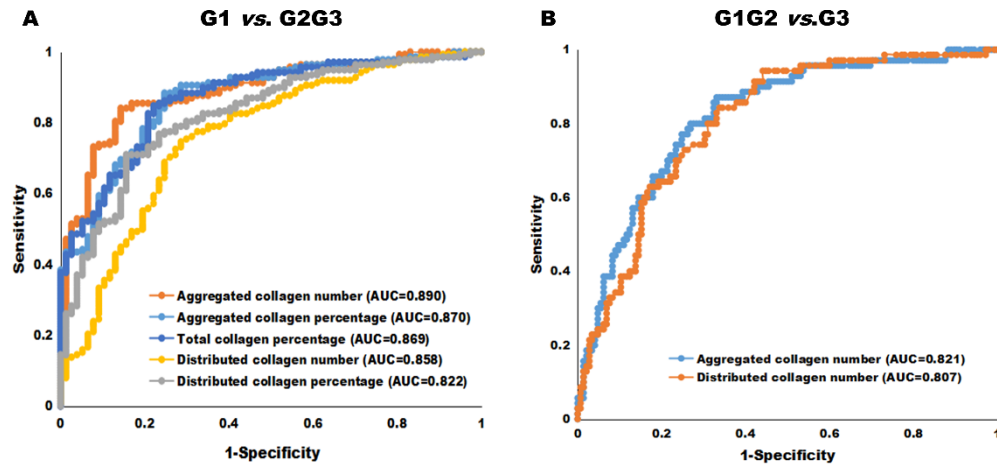 A
G1 vs. G2G3
Sensitivity
1
0.8
0.6
0.4
0.2
0
Aggregated collagen number (AUC=0.890)
Aggregated collagen percentage (AUC=0.870)
Total collagen percentage (AUC=0.869)
Distributed collagen number (AUC=0.858)
Distributed collagen percentage (AUC=0.822)
0 0.2 0.4 0.6 0.8 1
1-Specificity
B
G1G2 vs.G3
Sensitivity
1
0.8
0.6
0.4
0.2
0
Aggregated collagen number (AUC=0.821)
Distributed collagen number (AUC=0.807)
0 0.2 0.4 0.6 0.8 1
1-Specificity